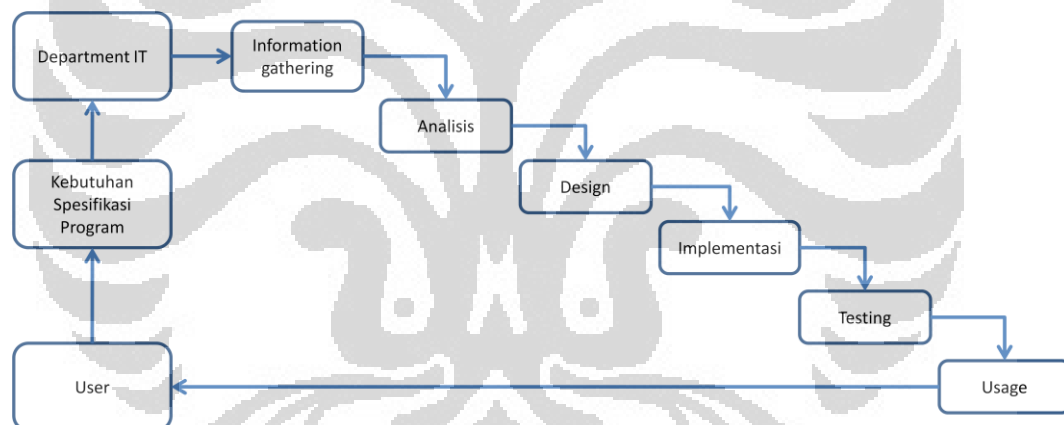 Department IT
Information
gathering
Analisis
Kebutuhan
Spesifikasi
Program
Design
Implementasi
Testing
User
Usage